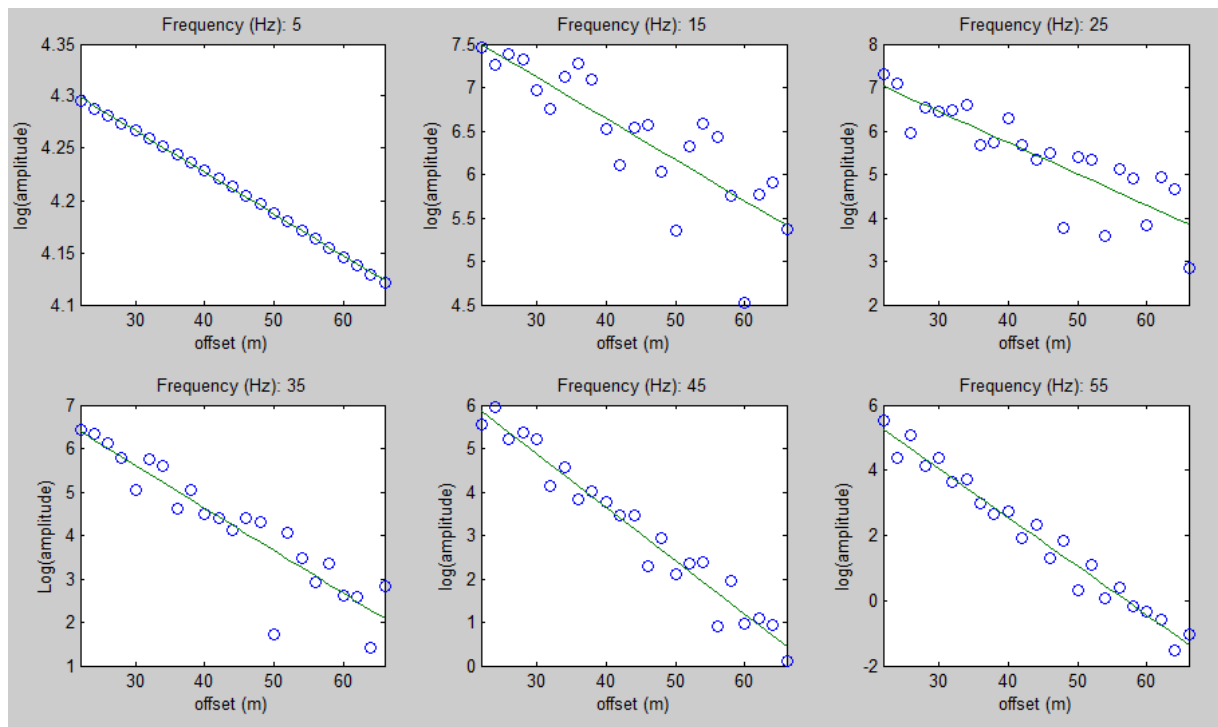 Frequency (Hz): 5
4.35
4.3
4.25
4.2
4.15
4.1
log(amplitude)
30 40 50 60
offset (m)
Frequency (Hz): 15
7.5
7
6.5
6
5.5
5
4.5
log(amplitude)
30 40 50 60
offset (m)
Frequency (Hz): 25
8
7
6
5
4
3
2
log(amplitude)
30 40 50 60
offset (m)
Frequency (Hz): 35
7
6
5
4
3
2
1
Log(amplitude)
30 40 50 60
offset (m)
Frequency (Hz): 45
6
5
4
3
2
1
0
log(amplitude)
30 40 50 60
offset (m)
Frequency (Hz): 55
6
4
2
0
-2
log(amplitude)
30 40 50 60
offset (m)